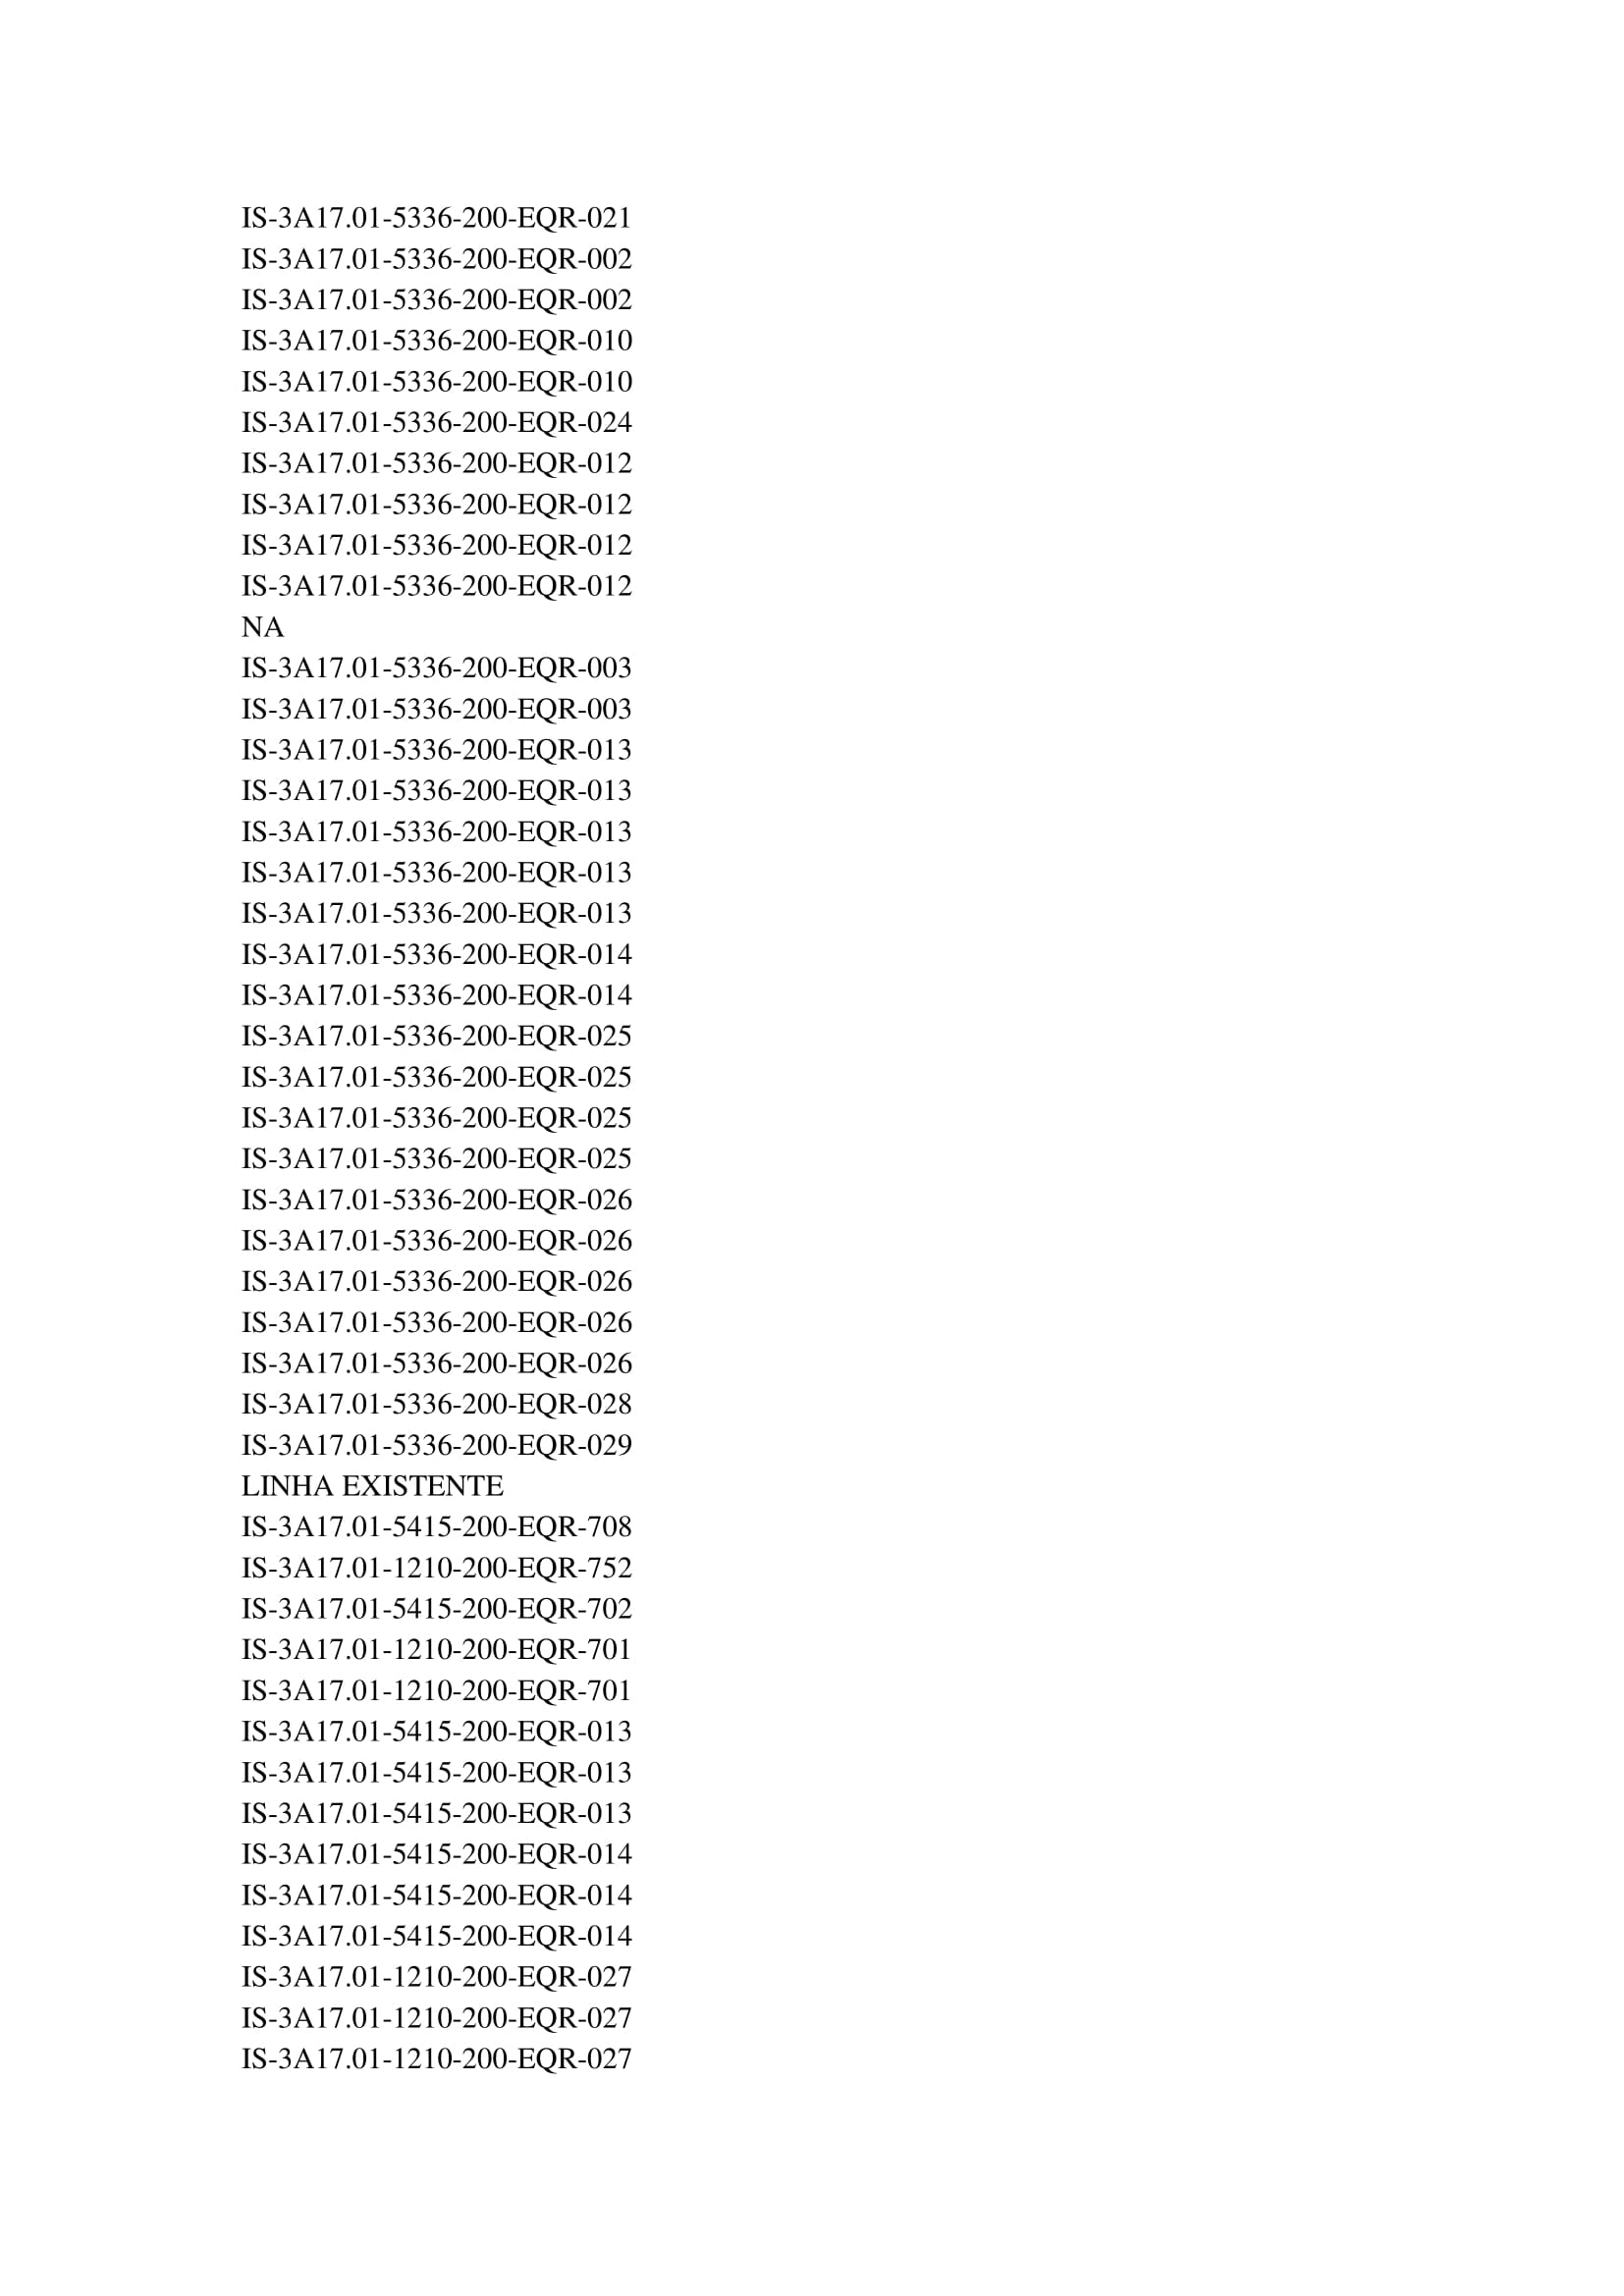 IS-3A17.01-5336-200-EQR-021
IS-3A17.01-5336-200-EQR-002
IS-3A17.01-5336-200-EQR-002
IS-3A17.01-5336-200-EQR-010
IS-3A17.01-5336-200-EQR-010
IS-3A17.01-5336-200-EQR-024
IS-3A17.01-5336-200-EQR-012
IS-3A17.01-5336-200-EQR-012
IS-3A17.01-5336-200-EQR-012
IS-3A17.01-5336-200-EQR-012
NA
IS-3A17.01-5336-200-EQR-003
IS-3A17.01-5336-200-EQR-003
IS-3A17.01-5336-200-EQR-013
IS-3A17.01-5336-200-EQR-013
IS-3A17.01-5336-200-EQR-013
IS-3A17.01-5336-200-EQR-013
IS-3A17.01-5336-200-EQR-013
IS-3A17.01-5336-200-EQR-014
IS-3A17.01-5336-200-EQR-014
IS-3A17.01-5336-200-EQR-025
IS-3A17.01-5336-200-EQR-025
IS-3A17.01-5336-200-EQR-025
IS-3A17.01-5336-200-EQR-025
IS-3A17.01-5336-200-EQR-026
IS-3A17.01-5336-200-EQR-026
IS-3A17.01-5336-200-EQR-026
IS-3A17.01-5336-200-EQR-026
IS-3A17.01-5336-200-EQR-026
IS-3A17.01-5336-200-EQR-028
IS-3A17.01-5336-200-EQR-029
LINHA EXISTENTE
IS-3A17.01-5415-200-EQR-708
IS-3A17.01-1210-200-EQR-752
IS-3A17.01-5415-200-EQR-702
IS-3A17.01-1210-200-EQR-701
IS-3A17.01-1210-200-EQR-701
IS-3A17.01-5415-200-EQR-013
IS-3A17.01-5415-200-EQR-013
IS-3A17.01-5415-200-EQR-013
IS-3A17.01-5415-200-EQR-014
IS-3A17.01-5415-200-EQR-014
IS-3A17.01-5415-200-EQR-014
IS-3A17.01-1210-200-EQR-027
IS-3A17.01-1210-200-EQR-027
IS-3A17.01-1210-200-EQR-027